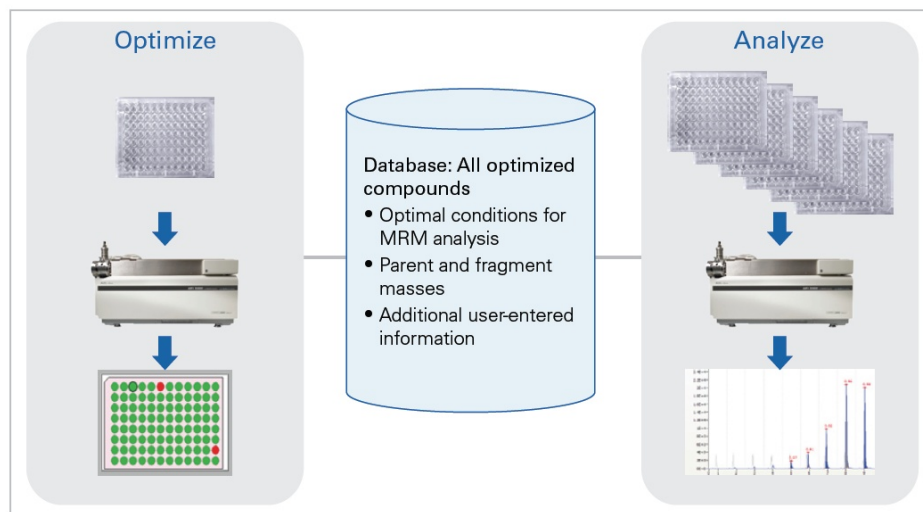 Optimize
Analyze
Database: All optimized
compounds
• Optimal conditions for
MRM analysis
• Parent and fragment
masses
• Additional user-entered
information